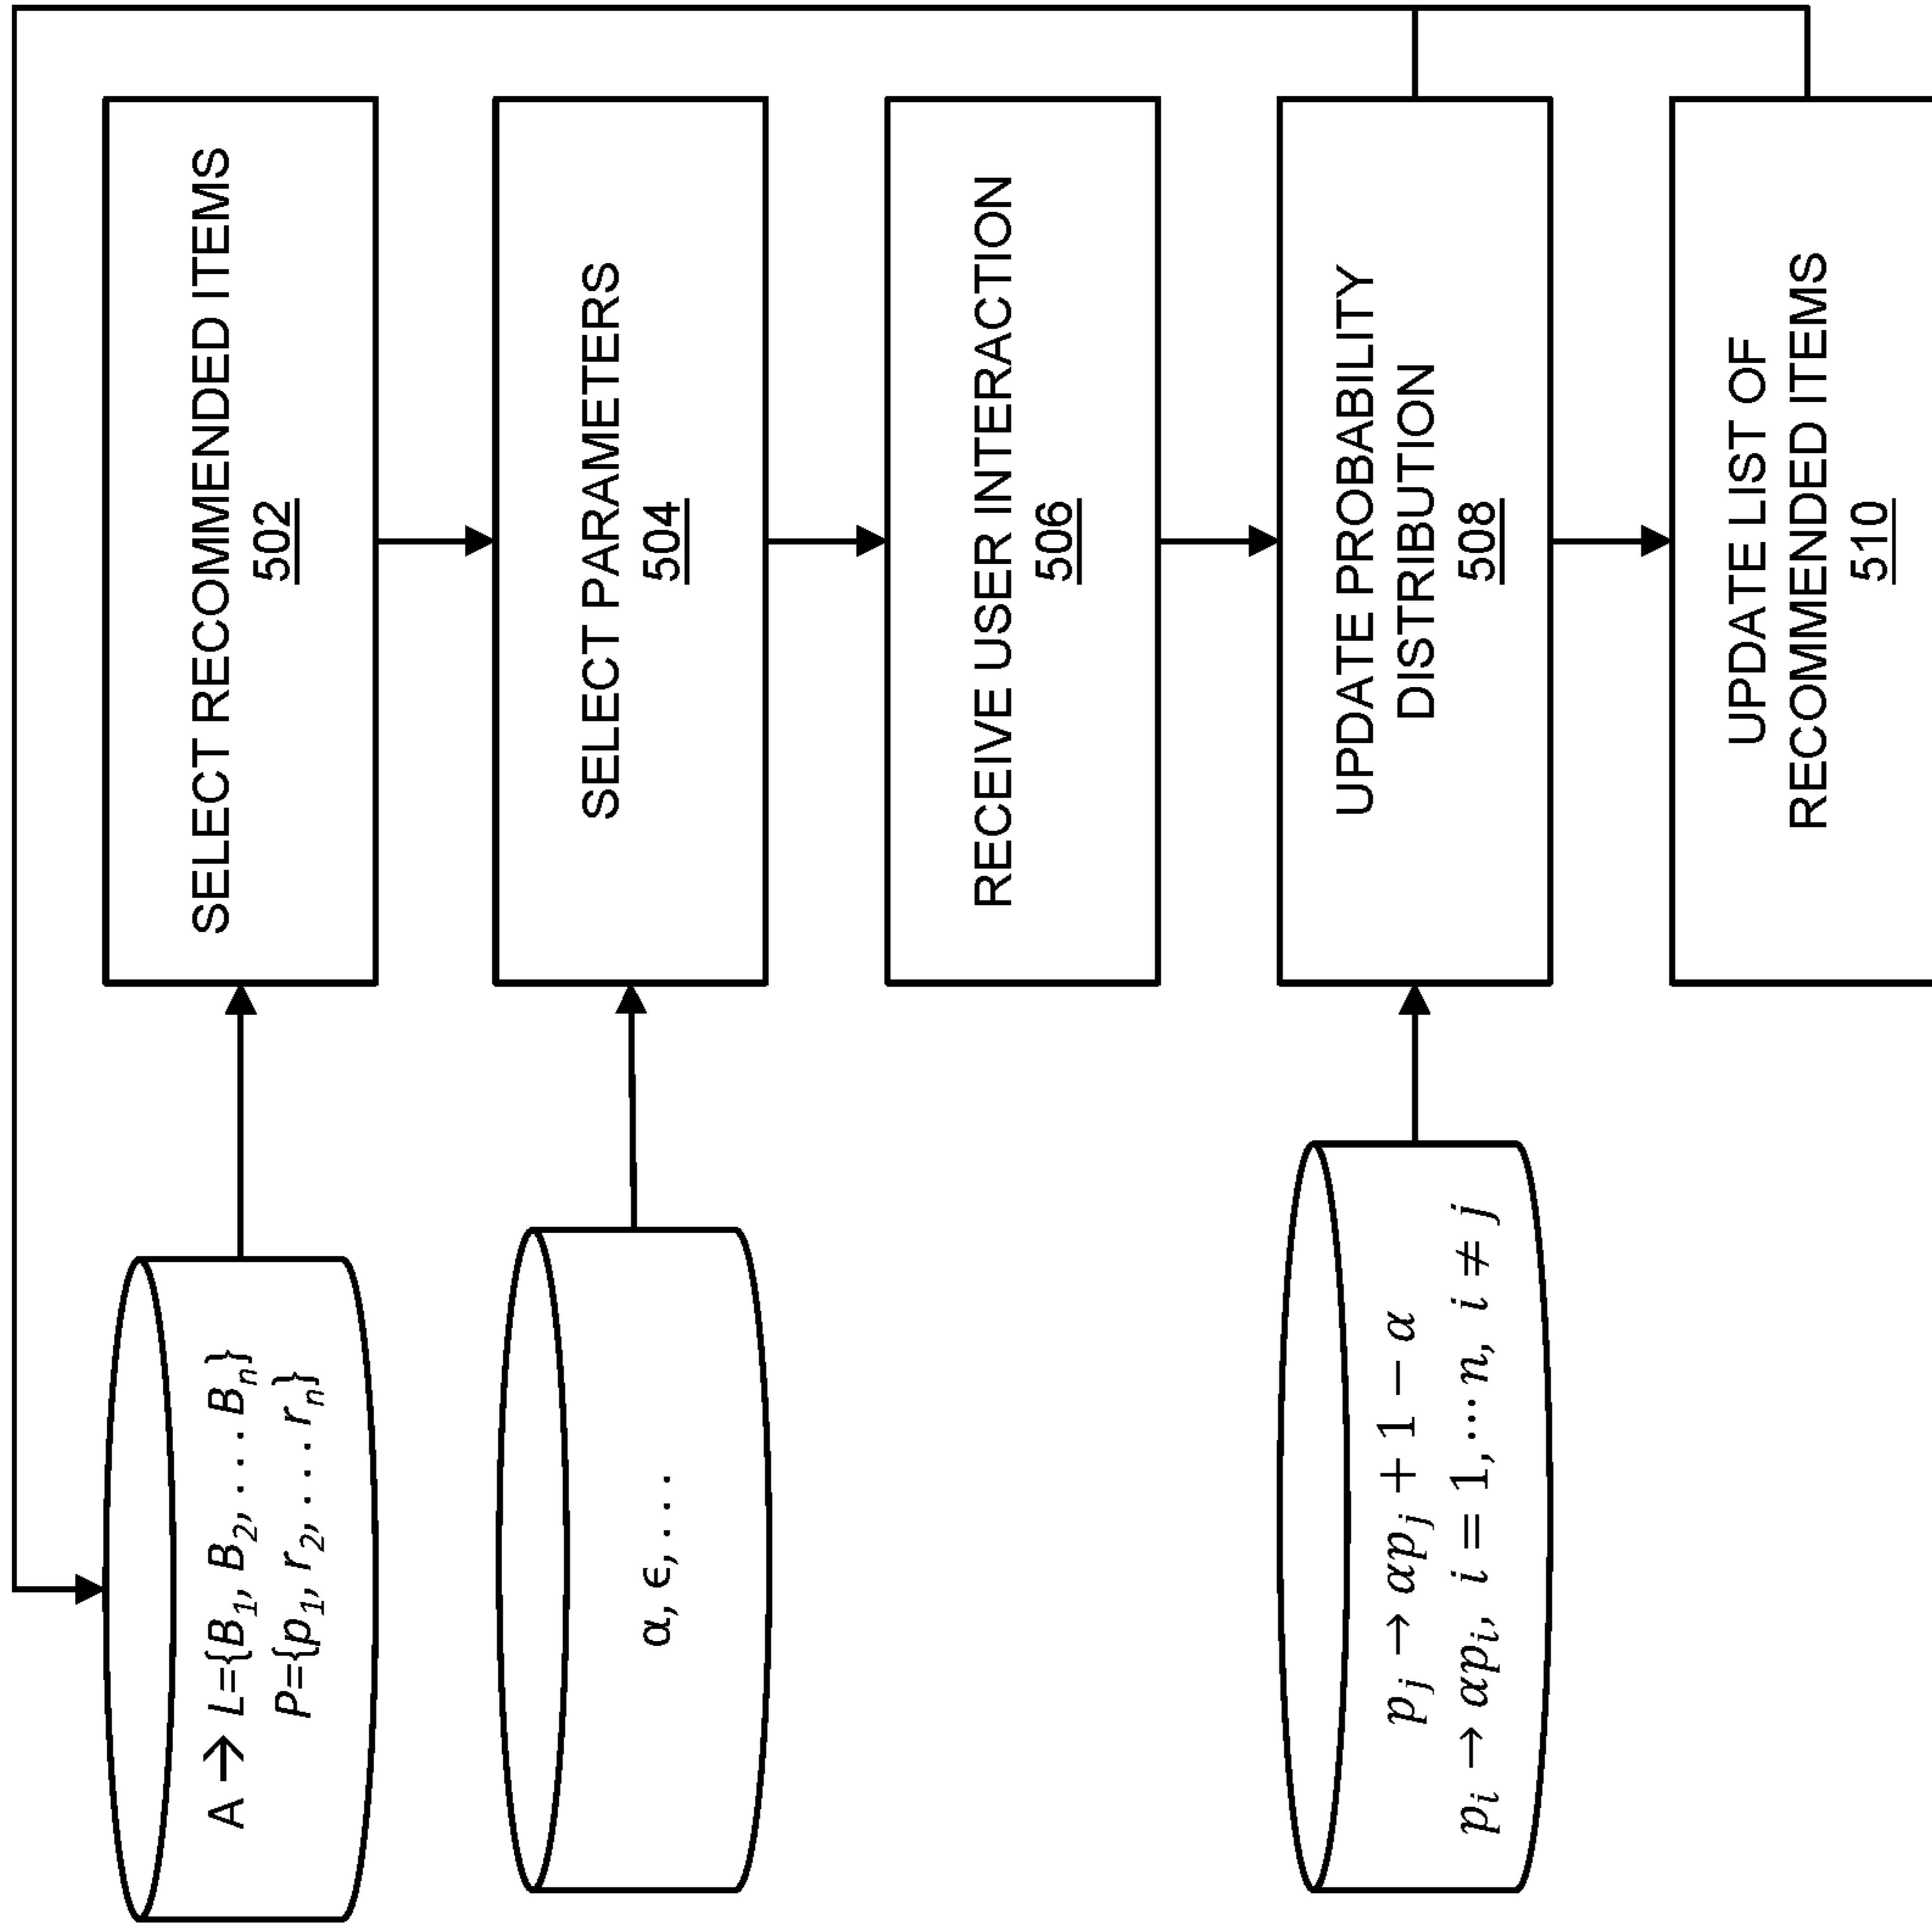 A → L={B1, B2, . . . Bn}
P={p1, r2, . . . rn}
SELECT RECOMMENDED ITEMS
502
α, ϵ, . . .
SELECT PARAMETERS
504
RECEIVE USER INTERACTION
506
pj → αpj + 1 − α
pi → αpi, i = 1, ⋯ n, i ≠ j
UPDATE PROBABILITY
DISTRIBUTION
508
UPDATE LIST OF
RECOMMENDED ITEMS
510